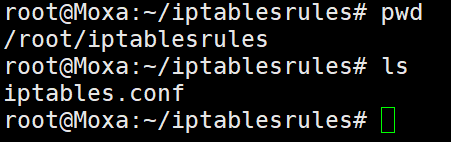 root@Moxa:~/iptablesrules# pwd
/root/iptablesrules
root@Moxa:~/iptablesrules# ls
iptables.conf
root@Moxa:~/iptablesrules#